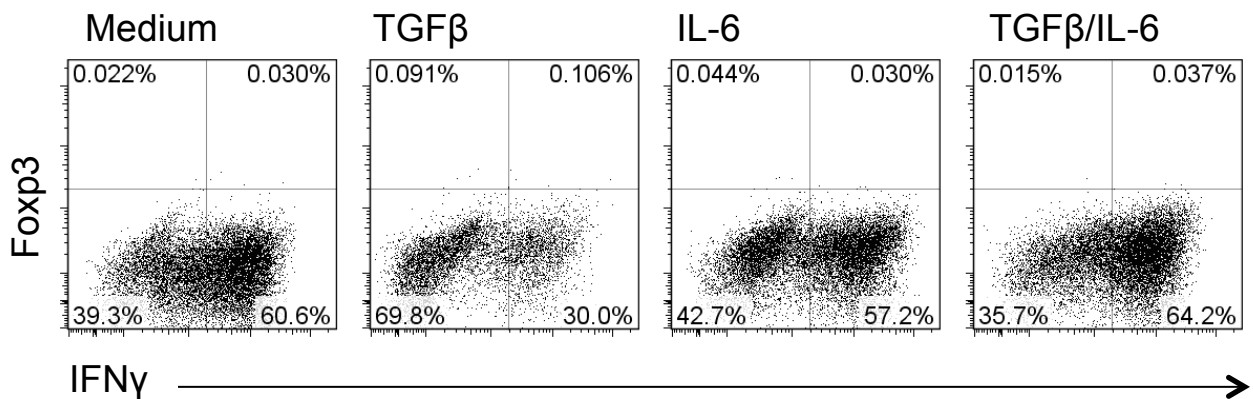 Medium TGFβ IL-6 TGFβ/IL-6
0.022% 0.030% 0.091% 0.106% 0.044% 0.030% 0.015% 0.037%
Foxp3
39.3% 60.6% 69.8% 30.0% 42.7% 57.2% 35.7% 64.2%
IFNγ